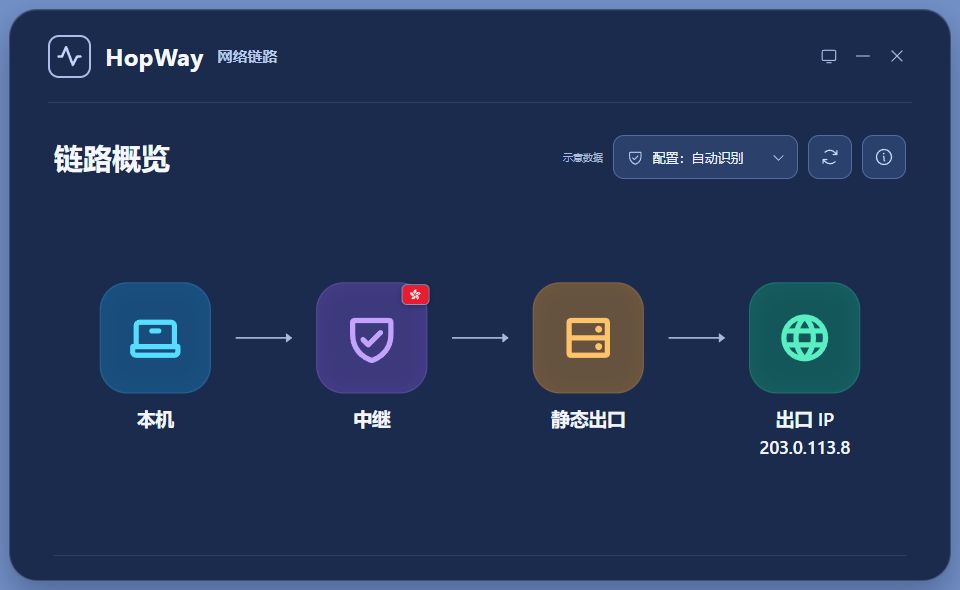 HopWay 网络链路
链路概览
示意数据
配置：自动识别
本机
中继
静态出口
出口 IP
203.0.113.8